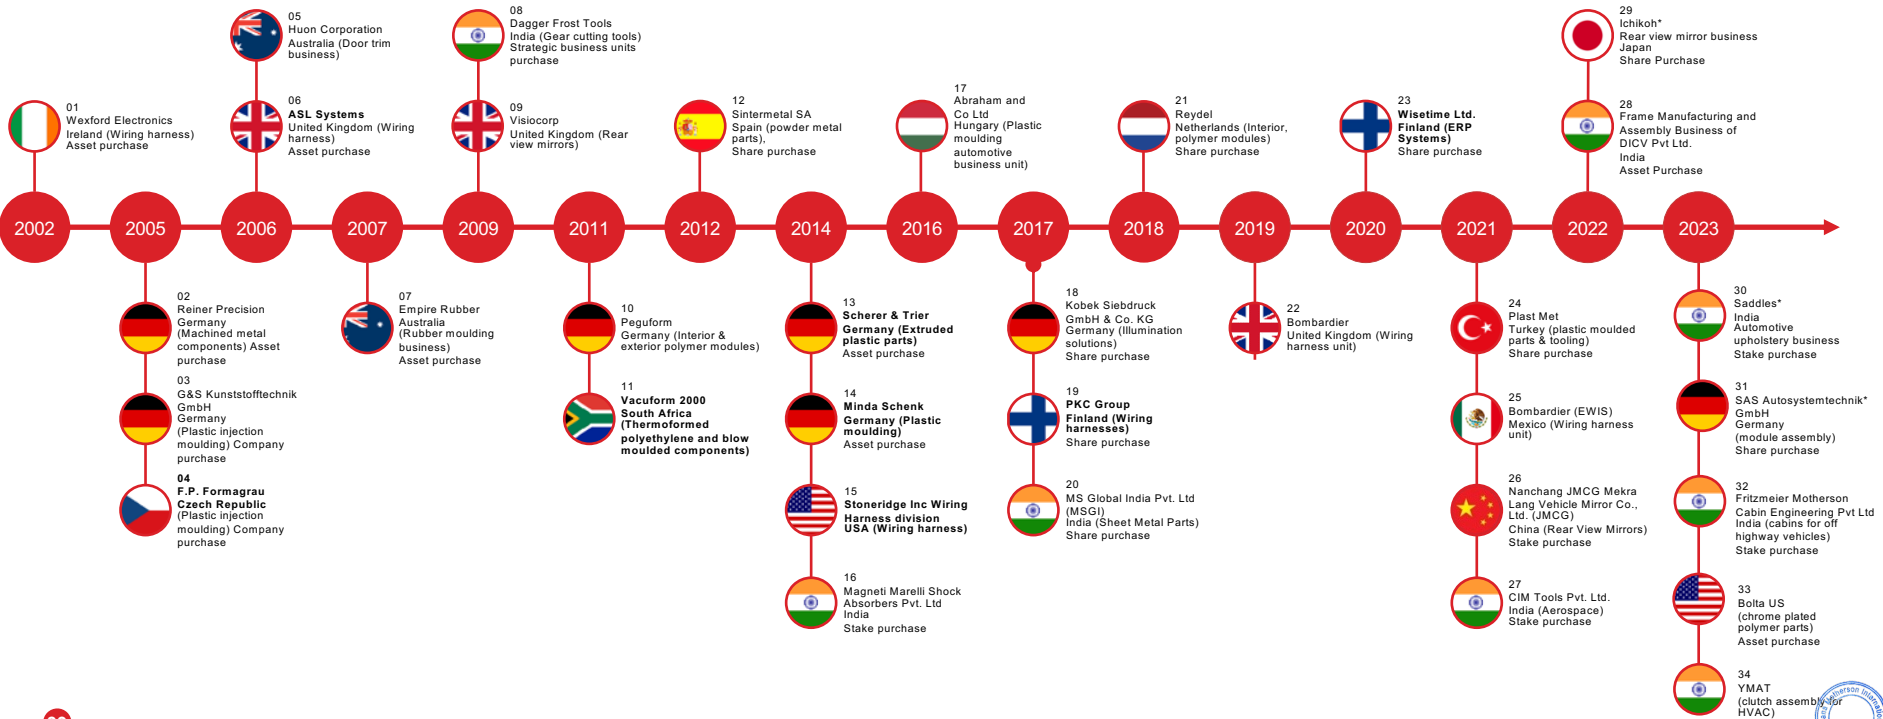 01
Wexford Electronics
Ireland (Wiring harness)
Asset purchase
05
Huon Corporation
Australia (Door trim
business)
06
ASL Systems
United Kingdom (Wiring
harness)
Asset purchase
08
Dagger Frost Tools
India (Gear cutting tools)
Strategic business units
purchase
09
Visiocorp
United Kingdom (Rear
view mirrors)
12
Sintermetal SA
Spain (powder metal
parts),
Share purchase
17
Abraham and
Co Ltd
Hungary (Plastic
moulding
automotive
business unit)
21
Reydel
Netherlands (Interior,
polymer modules)
Share purchase
23
Wisetime Ltd.
Finland (ERP
Systems)
Share purchase
29
Ichikoh*
Rear view mirror business
Japan
Share Purchase
28
Frame Manufacturing and
Assembly Business of
DICV Pvt Ltd.
India
Asset Purchase
2002
2005
2006
2007
2009
2011
2012
2014
2016
2017
2018
2019
2020
2021
2022
2023
02
Reiner Precision
Germany
(Machined metal
components) Asset
purchase
03
G&S Kunststofftechnik
GmbH
Germany
(Plastic injection
moulding) Company
purchase
04
F.P. Formagrau
Czech Republic
(Plastic injection
moulding) Company
purchase
07
Empire Rubber
Australia
(Rubber moulding
business)
Asset purchase
10
Peguform
Germany (Interior &
exterior polymer modules)
11
Vacuform 2000
South Africa
(Thermoformed
polyethylene and blow
moulded components)
13
Scherer & Trier
Germany (Extruded
plastic parts)
Asset purchase
14
Minda Schenk
Germany (Plastic
moulding)
Asset purchase
15
Stoneridge Inc Wiring
Harness division
USA (Wiring harness)
16
Magneti Marelli Shock
Absorbers Pvt. Ltd
India
Stake purchase
18
Kobek Siebdruck
GmbH & Co. KG
Germany (Illumination
solutions)
Share purchase
19
PKC Group
Finland (Wiring
harnesses)
Share purchase
20
MS Global India Pvt. Ltd
(MSGI)
India (Sheet Metal Parts)
Share purchase
22
Bombardier
United Kingdom (Wiring
harness unit)
24
Plast Met
Turkey (plastic moulded
parts & tooling)
Share purchase
25
Bombardier (EWIS)
Mexico (Wiring harness
unit)
26
Nanchang JMCG Mekra
Lang Vehicle Mirror Co.,
Ltd. (JMCG)
China (Rear View Mirrors)
Stake purchase
27
CIM Tools Pvt. Ltd.
India (Aerospace)
Stake purchase
30
Saddles*
India
Automotive
upholstery business
Stake purchase
31
SAS Autosystemtechnik*
GmbH
Germany
(module assembly)
Share purchase
32
Fritzmeier Motherson
Cabin Engineering Pvt Ltd
India (cabins for off
highway vehicles)
Stake purchase
33
Bolta US
(chrome plated
polymer parts)
Asset purchase
34
YMAT
(clutch assembly for
HVAC)